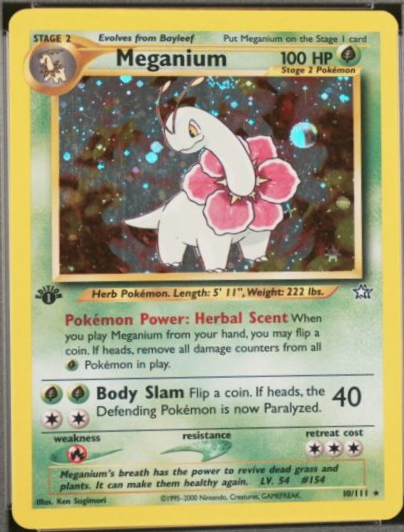 STAGE 2 Evolves from Bayleef Put Meganium on the Stage 1 card
Meganium 100 HP
Stage 2 Pokémon
EDITION
1
Herb Pokémon. Length: 5' 11", Weight: 222 lbs.
Pokémon Power: Herbal Scent When
you play Meganium from your hand, you may flip a
coin. If heads, remove all damage counters from all
Pokémon in play.
Body Slam Flip a coin. If heads, the 40
Defending Pokémon is now Paralyzed.
weakness resistance retreat cost
Meganium's breath has the power to revive dead grass and
plants. It can make them healthy again. LV. 54 #154
Illus. Ken Sugimori ©1995-2000 Nintendo, Creatures, GAMEFREAK. 10/111 ★